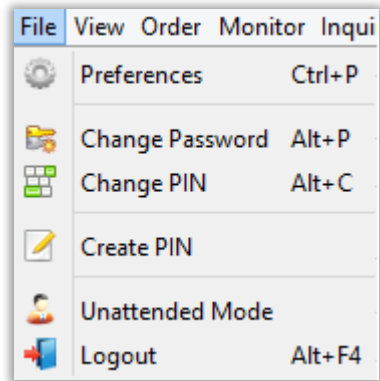 File View Order Monitor Inqui
Preferences Ctrl+P
Change Password Alt+P
Change PIN Alt+C
Create PIN
Unattended Mode
Logout Alt+F4